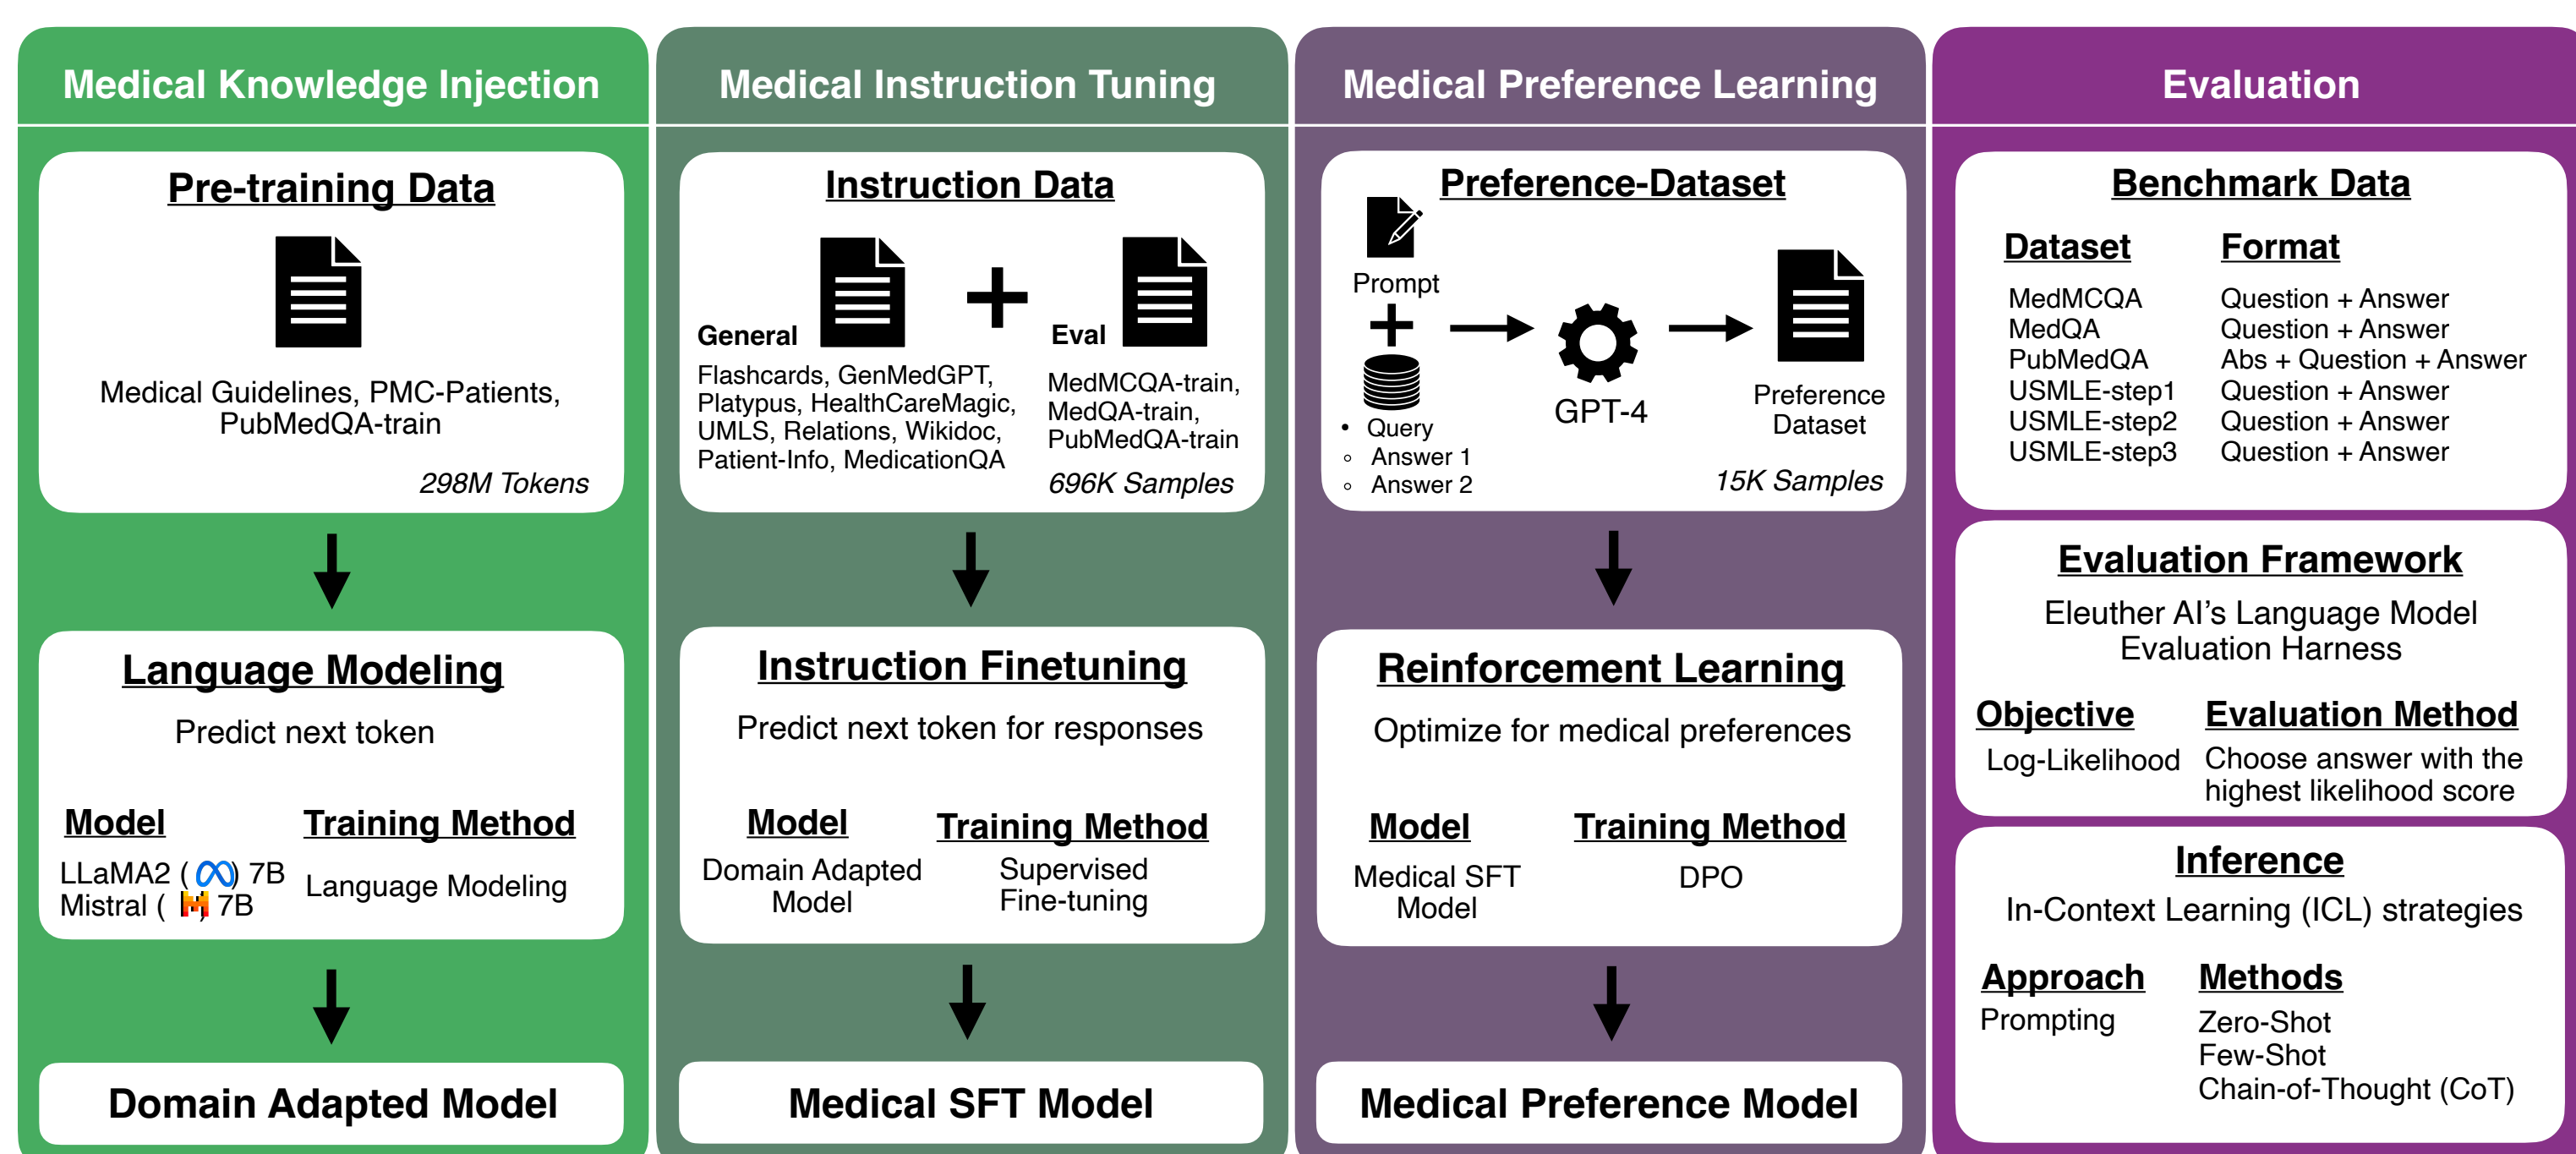 Medical Knowledge Injection
Pre-training Data
Medical Guidelines, PMC-Patients,
PubMedQA-train
298M Tokens
Language Modeling
Predict next token
Model
LLaMA2 ( ) 7B
Mistral ( ) 7B
Training Method
Language Modeling
Domain Adapted Model
Medical Instruction Tuning
Instruction Data
General
Flashcards, GenMedGPT,
Platypus, HealthCareMagic,
UMLS, Relations, Wikidoc,
Patient-Info, MedicationQA
+
Eval
MedMCQA-train,
MedQA-train,
PubMedQA-train
696K Samples
Instruction Finetuning
Predict next token for responses
Model
Domain Adapted
Model
Training Method
Supervised
Fine-tuning
Medical SFT Model
Medical Preference Learning
Preference-Dataset
Prompt
+
• Query
◦ Answer 1
◦ Answer 2
GPT-4
Preference
Dataset
15K Samples
Reinforcement Learning
Optimize for medical preferences
Model
Medical SFT
Model
Training Method
DPO
Medical Preference Model
Evaluation
Benchmark Data
Dataset Format
MedMCQA Question + Answer
MedQA Question + Answer
PubMedQA Abs + Question + Answer
USMLE-step1 Question + Answer
USMLE-step2 Question + Answer
USMLE-step3 Question + Answer
Evaluation Framework
Eleuther AI’s Language Model
Evaluation Harness
Objective
Log-Likelihood
Evaluation Method
Choose answer with the
highest likelihood score
Inference
In-Context Learning (ICL) strategies
Approach
Prompting
Methods
Zero-Shot
Few-Shot
Chain-of-Thought (CoT)